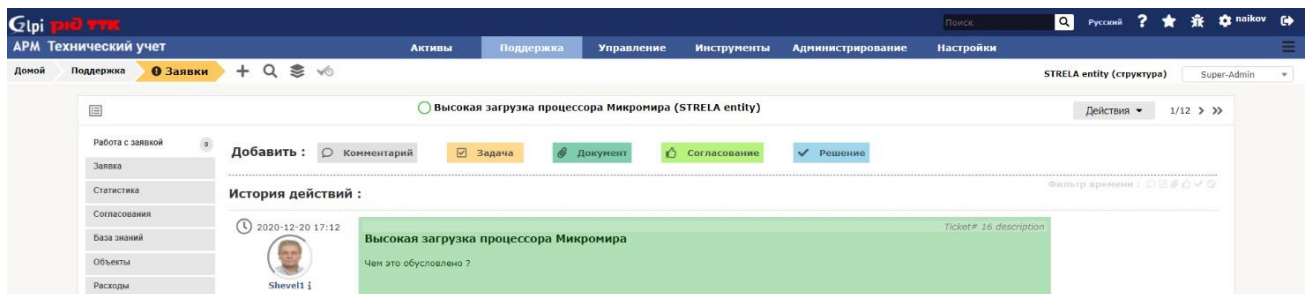 Glpi פוע TTK
Поиск
Русский ? naikov
АРМ Технический учет
Активы Поддержка Управление Инструменты Администрирование Настройки
Домой Поддержка Заявки
STRELA entity (структура) Super-Admin
Высокая загрузка процессора Микромира (STRELA entity)
Действия 1/12
Работа с заявкой 0
Добавить : Комментарий Задача Документ Согласование Решение
Заявка
Статистика
Фильтр времени :
История действий :
Согласования
2020-12-20 17:12
Ticket# 16 description
База знаний
Высокая загрузка процессора Микромира
Объекты
Чем это обусловлено ?
Расходы
Shevel1 i